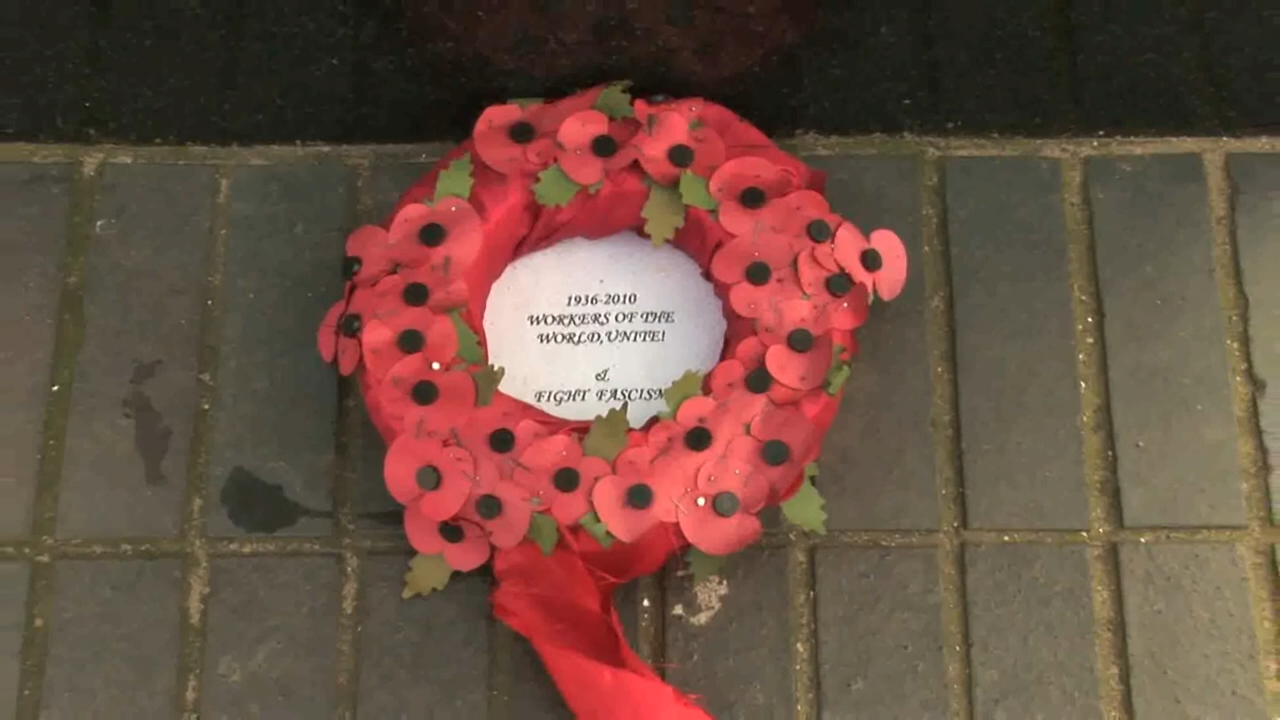 1936-2010
WORKERS OF THE
WORLD, UNITE!
&
FIGHT FASCISM